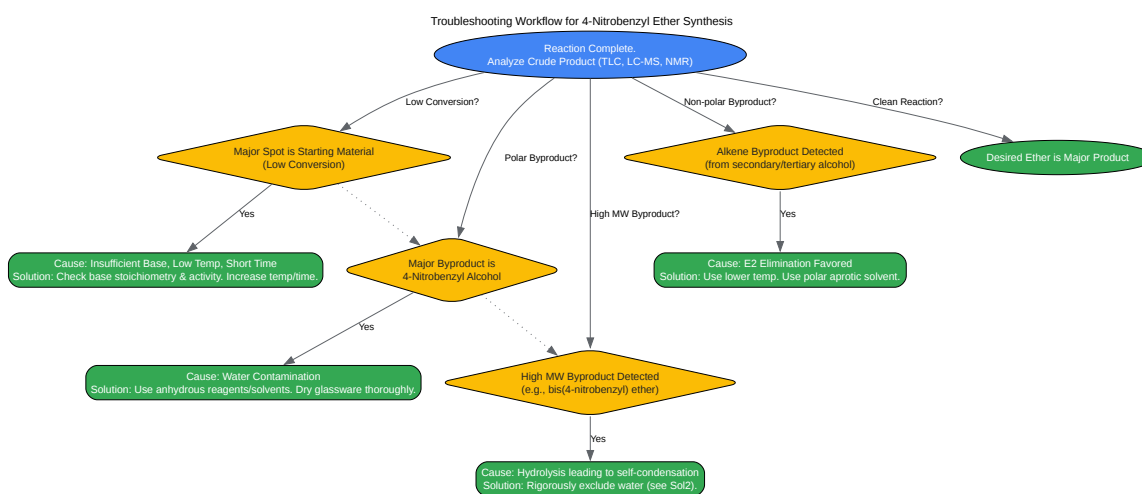 Troubleshooting Workflow for 4-Nitrobenzyl Ether Synthesis
Reaction Complete.
Analyze Crude Product (TLC, LC-MS, NMR)
Low Conversion?
Non-polar Byproduct?
Clean Reaction?
Polar Byproduct?
High MW Byproduct?
Major Spot is Starting Material
(Low Conversion)
Alkene Byproduct Detected
(from secondary/tertiary alcohol)
Desired Ether is Major Product
Yes
Yes
Cause: Insufficient Base, Low Temp, Short Time
Solution: Check base stoichiometry & activity. Increase temp/time.
Major Byproduct is
4-Nitrobenzyl Alcohol
Cause: E2 Elimination Favored
Solution: Use lower temp. Use polar aprotic solvent.
Yes
Cause: Water Contamination
Solution: Use anhydrous reagents/solvents. Dry glassware thoroughly.
High MW Byproduct Detected
(e.g., bis(4-nitrobenzyl) ether)
Yes
Cause: Hydrolysis leading to self-condensation
Solution: Rigorously exclude water (see Sol2).